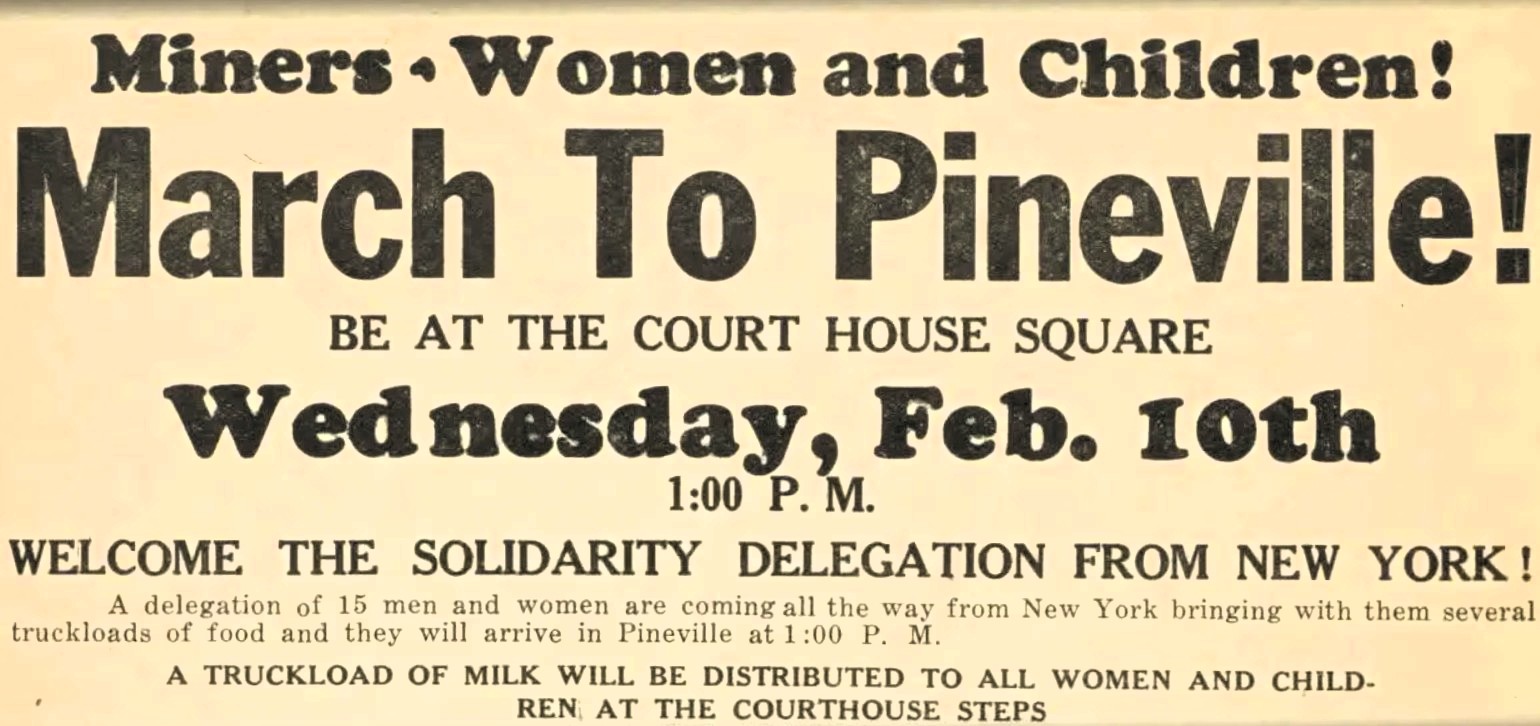 Miners - Women and Children!
March To Pineville!
BE AT THE COURT HOUSE SQUARE
Wednesday, Feb. 10th
1:00 P. M.
WELCOME THE SOLIDARITY DELEGATION FROM NEW YORK!
A delegation of 15 men and women are coming all the way from New York bringing with them several
truckloads of food and they will arrive in Pineville at 1:00 P. M.
A TRUCKLOAD OF MILK WILL BE DISTRIBUTED TO ALL WOMEN AND CHILD-
REN AT THE COURTHOUSE STEPS